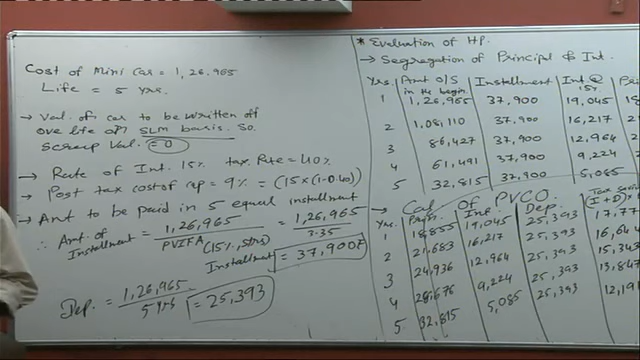 Cost of Mini Car = 1,26,965
Life = 5 yrs.
→ Val. of car to be written off
over life on SLM basis. So
Scrap Val. = 0
→ Rate of Int. 15% tax Rate = 40%
→ Post tax cost of cap = 9% = (15×(1-0.40))
→ Amt to be paid in 5 equal installment
∴ Amt. of Installment = 1,26,965 / PVIFA (15%, 5yrs) = 1,26,965 / 3.35
Installment = 37,900
Dep. = 1,26,965 / 5 yrs = 25,393
* Evaluation of HP.
→ Segregation of Principal & Int.
Yrs. Amt O/S in the begin. Installment Int @ 15%
1 1,26,965 37,900 19,045
2 1,08,110 37,900 16,217
3 86,427 37,900 12,964
4 61,491 37,900 9,224
5 32,815 37,900 5,085
→ Cal of PVCO.
Yrs. Int. Dep. (I+D)
1 18,855 19,045 25,393
2 21,683 16,217 25,393
3 24,936 12,964 25,393
4 28,676 9,224 25,393
5 32,815 5,085 25,393